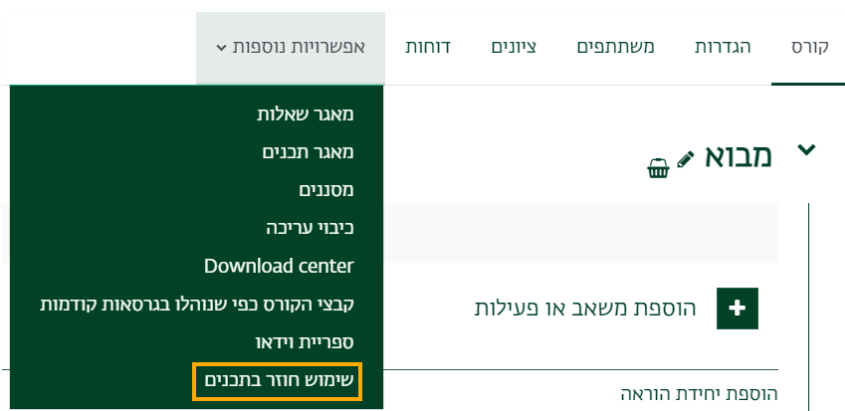 קורס
הגדרות
משתתפים
ציונים
דוחות
אפשרויות נוספות
מאגר שאלות
מאגר תכנים
מסננים
כיבוי עריכה
Download center
קבצי הקורס כפי שנוהלו בגרסאות קודמות
ספריית וידאו
שימוש חוזר בתכנים
מבוא
הוספת משאב או פעילות
הוספת יחידת הוראה